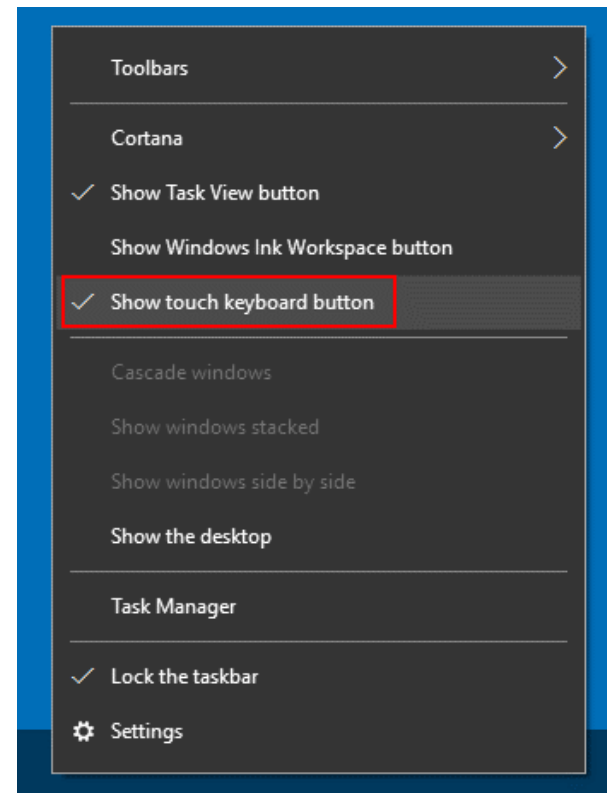 Toolbars
Cortana
Show Task View button
Show Windows Ink Workspace button
Show touch keyboard button
Cascade windows
Show windows stacked
Show windows side by side
Show the desktop
Task Manager
Lock the taskbar
Settings